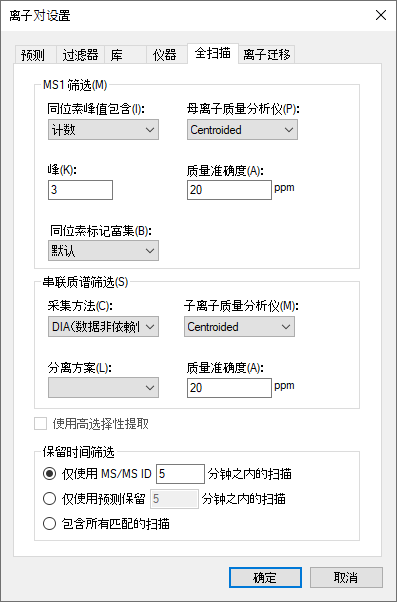 离子对设置
预测 过滤器 库 仪器 全扫描 离子迁移
MS1 筛选(M)
同位素峰值包含(I): 母离子质量分析仪(P):
计数 Centroided
峰(K): 质量准确度(A):
3 20 ppm
同位素标记富集(B):
默认
串联质谱筛选(S)
采集方法(C): 子离子质量分析仪(M):
DIA(数据非依赖性 Centroided
分离方案(L): 质量准确度(A):
20 ppm
使用高选择性提取
保留时间筛选
仅使用 MS/MS ID 5 分钟之内的扫描
仅使用预测保留 5 分钟之内的扫描
包含所有匹配的扫描
确定 取消